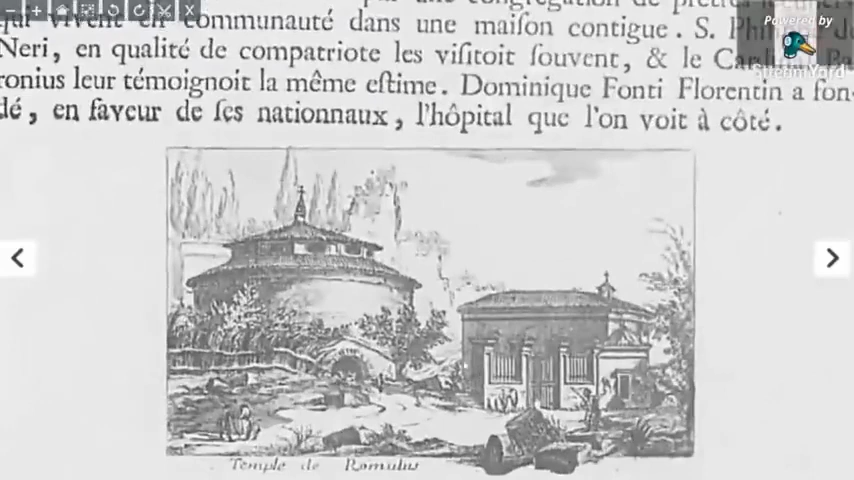 qui vivent en communauté dans une maiſon contigue. S. Phi
Neri, en qualité de compatriote les viſitoit ſouvent, & le Car
ronius leur témoignoit la même eſtime. Dominique Fonti Florentin a fon-
dé, en faveur de ſes nationnaux, l'hôpital que l'on voit à côté.
Temple de Romulus
Powered by
StreamYard